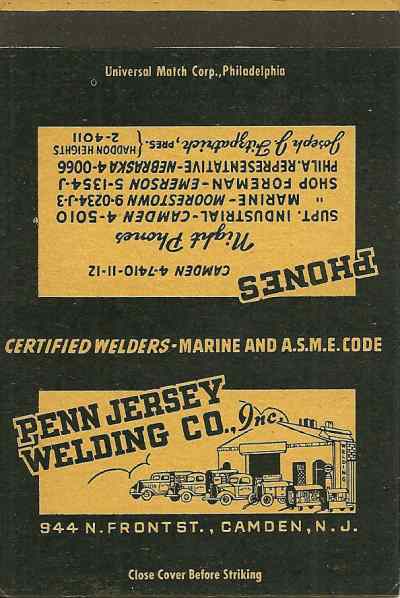 Universal Match Corp., Philadelphia
PHONES
CAMDEN 4-7410-11-12
Night Phones
SUPT. INDUSTRIAL-CAMDEN 4-5010
" MARINE-MOORESTOWN 9-0234-J-3
SHOP FOREMAN-EMERSON 5-1354-J
PHILA. REPRESENTATIVE-NEBRASKA 4-0066
Joseph J. Fitzpatrick, PRES. { HADDON HEIGHTS
2-4011
CERTIFIED WELDERS-MARINE AND A.S.M.E. CODE
PENN JERSEY
WELDING CO., Inc.
944 N. FRONT ST., CAMDEN, N. J.
Close Cover Before Striking